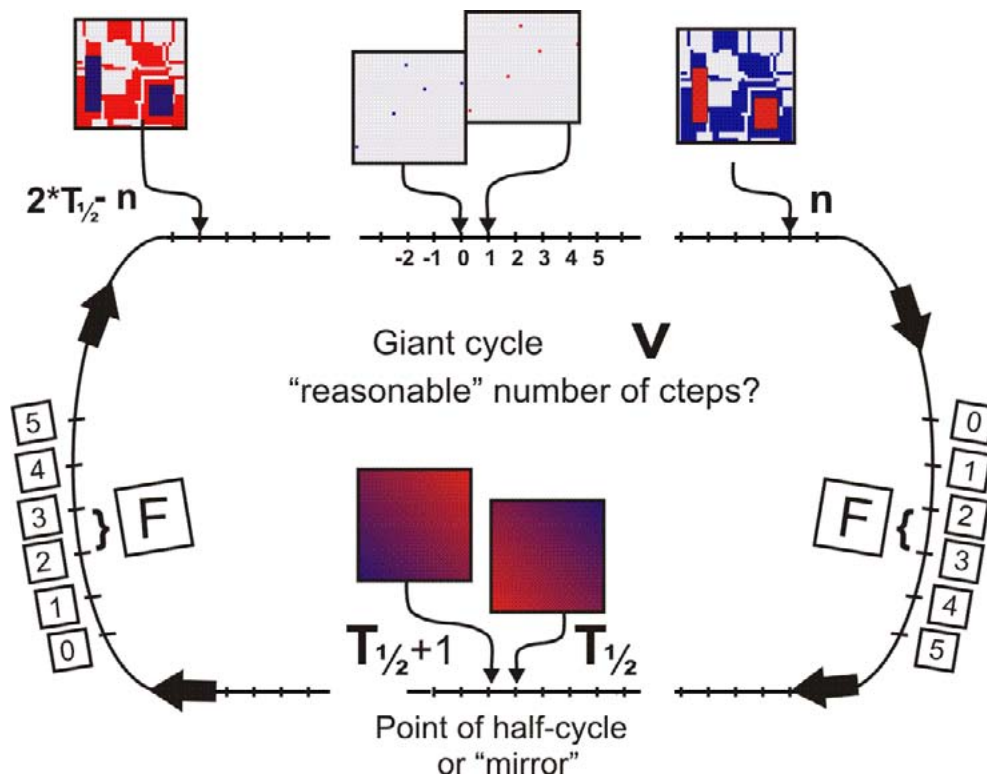 2*T½- n
n
-2 -1 0 1 2 3 4 5
Giant cycle V
“reasonable” number of cteps?
5
4
3
2
1
0
} F
F {
0
1
2
3
4
5
T½+1
T½
Point of half-cycle
or “mirror”